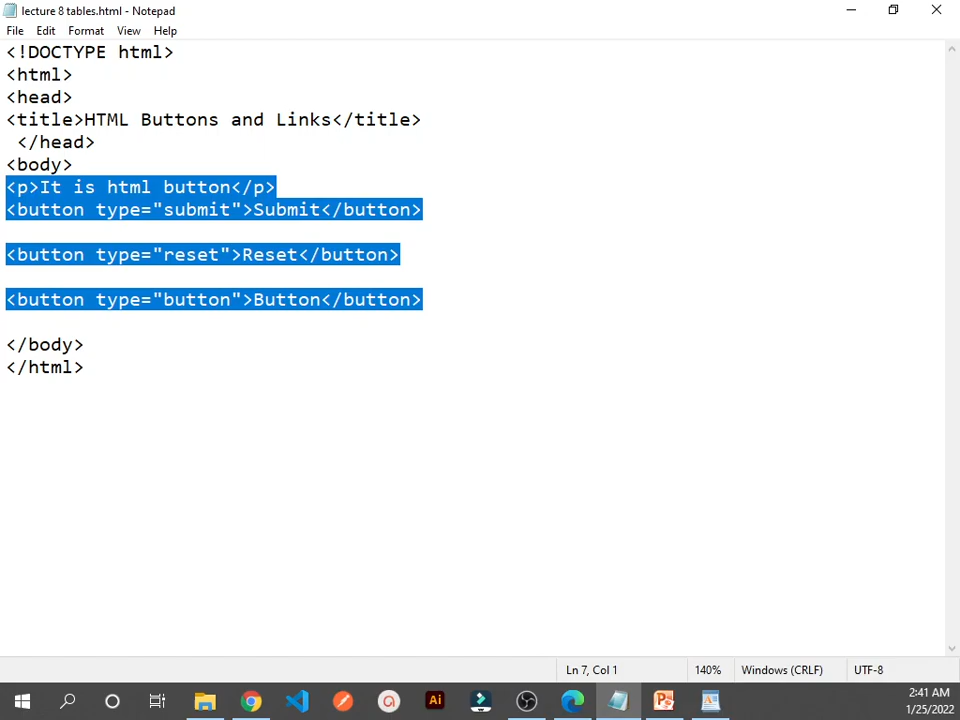 lecture 8 tables.html - Notepad
File Edit Format View Help
<!DOCTYPE html>
<html>
<head>
<title>HTML Buttons and Links</title>
 </head>
<body>
<p>It is html button</p>
<button type="submit">Submit</button>
<button type="reset">Reset</button>
<button type="button">Button</button>
</body>
</html>
Ln 7, Col 1 140% Windows (CRLF) UTF-8
Ai
2:41 AM
1/25/2022